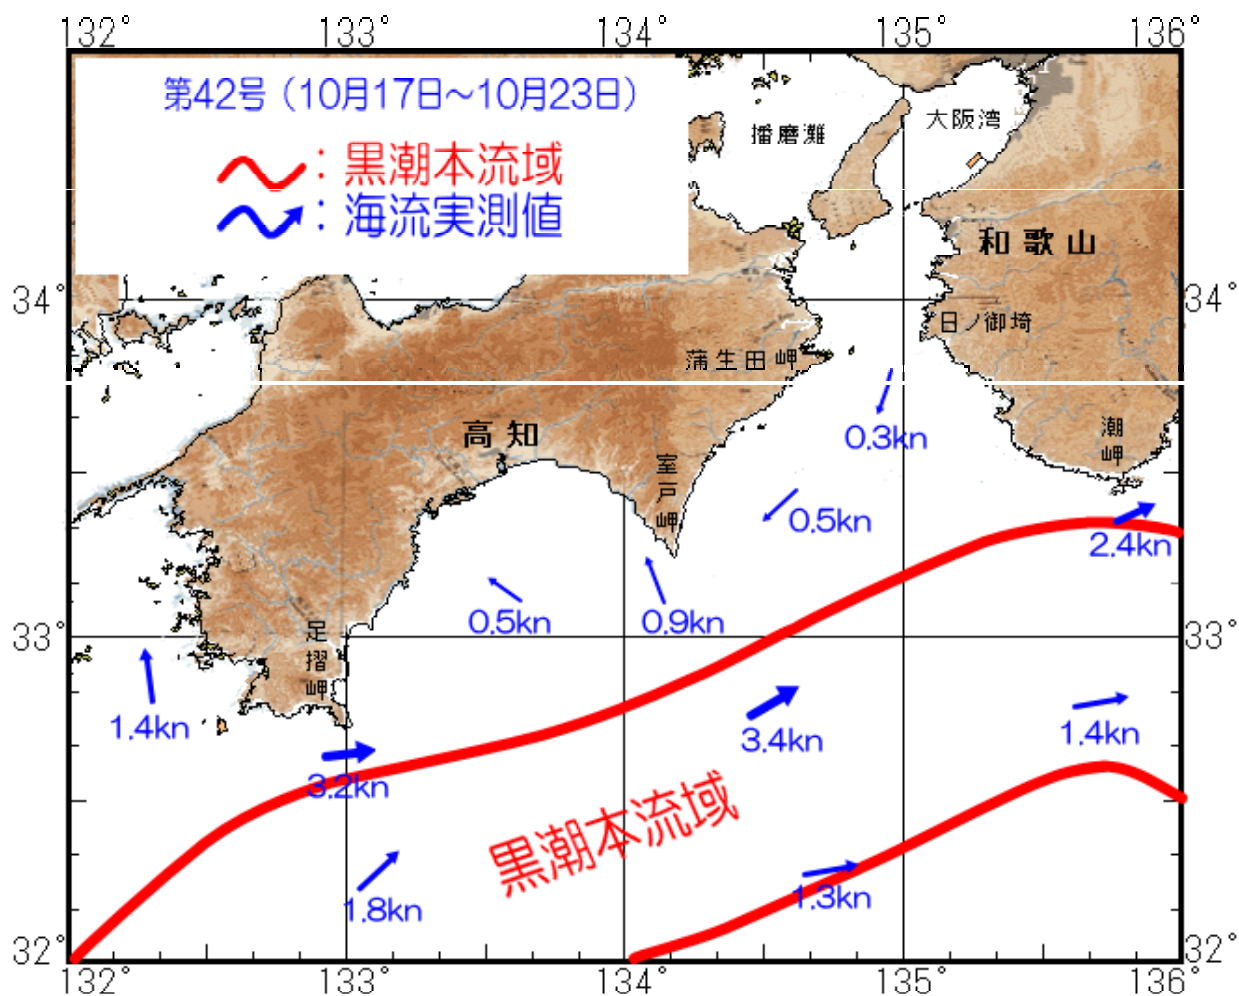 132° 133° 134° 135° 136°
第42号（10月17日～10月23日）
：黒潮本流域
：海流実測値
播磨灘
大阪湾
和歌山
34°
34°
日ノ御埼
蒲生田岬
潮岬
高知
0.3kn
室戸岬
0.5kn
2.4kn
0.5kn
0.9kn
33°
33°
足摺岬
1.4kn
3.4kn
1.4kn
3.2kn
黒潮本流域
1.3kn
1.8kn
32°
32°
132° 133° 134° 135° 136°